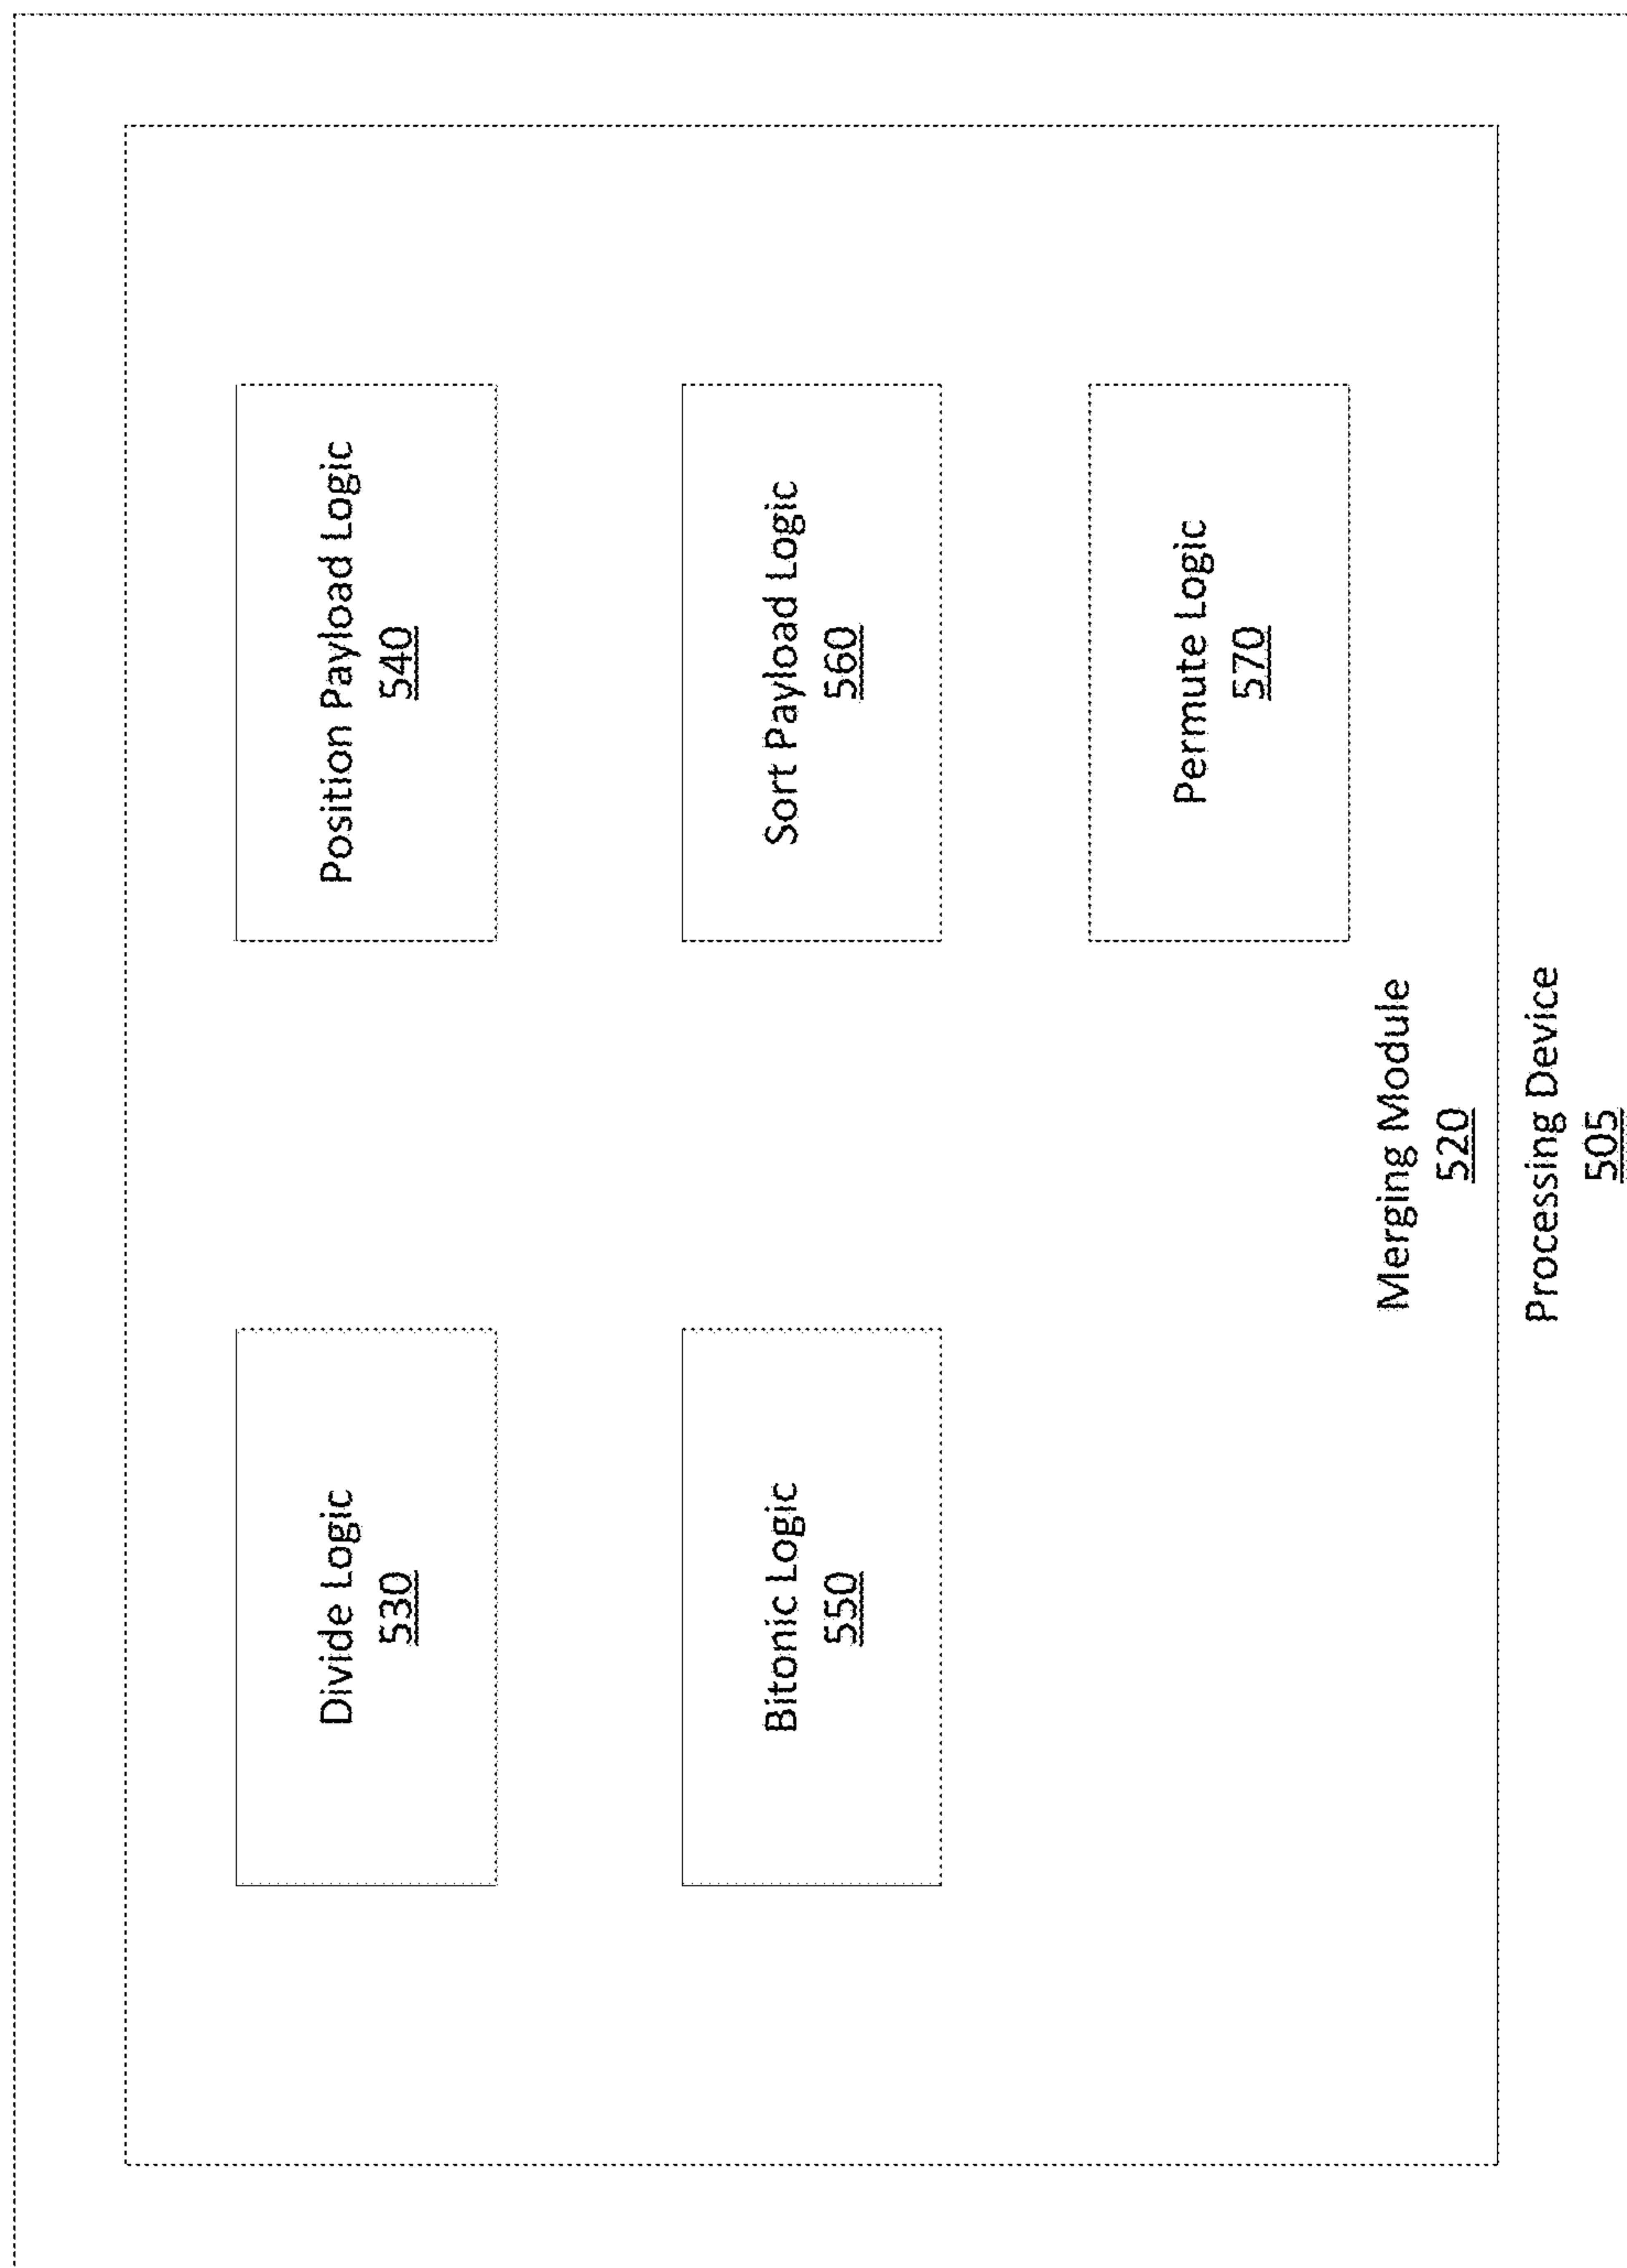 Divide Logic
530
Position Payload Logic
540
Bitonic Logic
550
Sort Payload Logic
560
Permute Logic
570
Merging Module
520
Processing Device
505